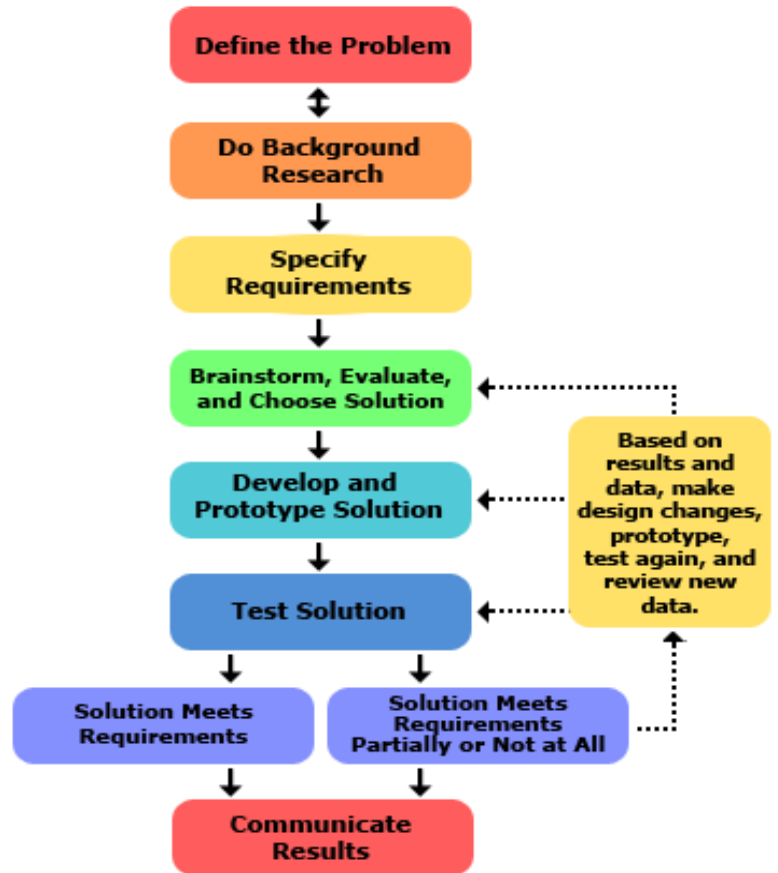 Define the Problem
Do Background
Research
Specify
Requirements
Brainstorm, Evaluate,
and Choose Solution
Develop and
Prototype Solution
Test Solution
Based on
results and
data, make
design changes,
prototype,
test again, and
review new
data.
Solution Meets
Requirements
Solution Meets
Requirements
Partially or Not at All
Communicate
Results